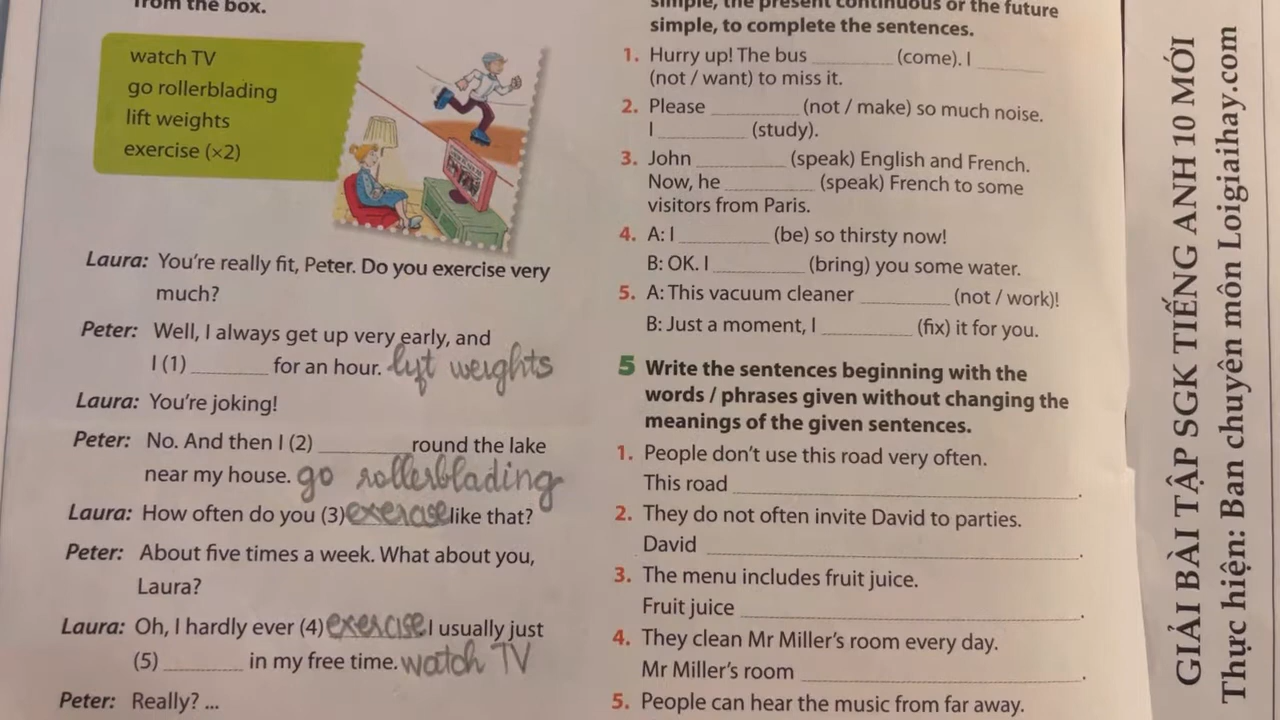 from the box.
watch TV
go rollerblading
lift weights
exercise (×2)
Laura: You're really fit, Peter. Do you exercise very
much?
Peter: Well, I always get up very early, and
I (1) ________ for an hour. lift weights
Laura: You're joking!
Peter: No. And then I (2) ________ round the lake
near my house. go rollerblading
Laura: How often do you (3) exercise like that?
Peter: About five times a week. What about you,
Laura?
Laura: Oh, I hardly ever (4) exercise I usually just
(5) ________ in my free time. watch TV
Peter: Really? ...
simple, the present continuous or the future
simple, to complete the sentences.
1. Hurry up! The bus ________ (come). I ________
(not / want) to miss it.
2. Please ________ (not / make) so much noise.
I ________ (study).
3. John ________ (speak) English and French.
Now, he ________ (speak) French to some
visitors from Paris.
4. A: I ________ (be) so thirsty now!
B: OK. I ________ (bring) you some water.
5. A: This vacuum cleaner ________ (not / work)!
B: Just a moment, I ________ (fix) it for you.
5 Write the sentences beginning with the
words / phrases given without changing the
meanings of the given sentences.
1. People don't use this road very often.
This road ________.
2. They do not often invite David to parties.
David ________.
3. The menu includes fruit juice.
Fruit juice ________.
4. They clean Mr Miller's room every day.
Mr Miller's room ________.
5. People can hear the music from far away.
GIẢI BÀI TẬP SGK TIẾNG ANH 10 MỚI
Thực hiện: Ban chuyên môn Loigiaihay.com